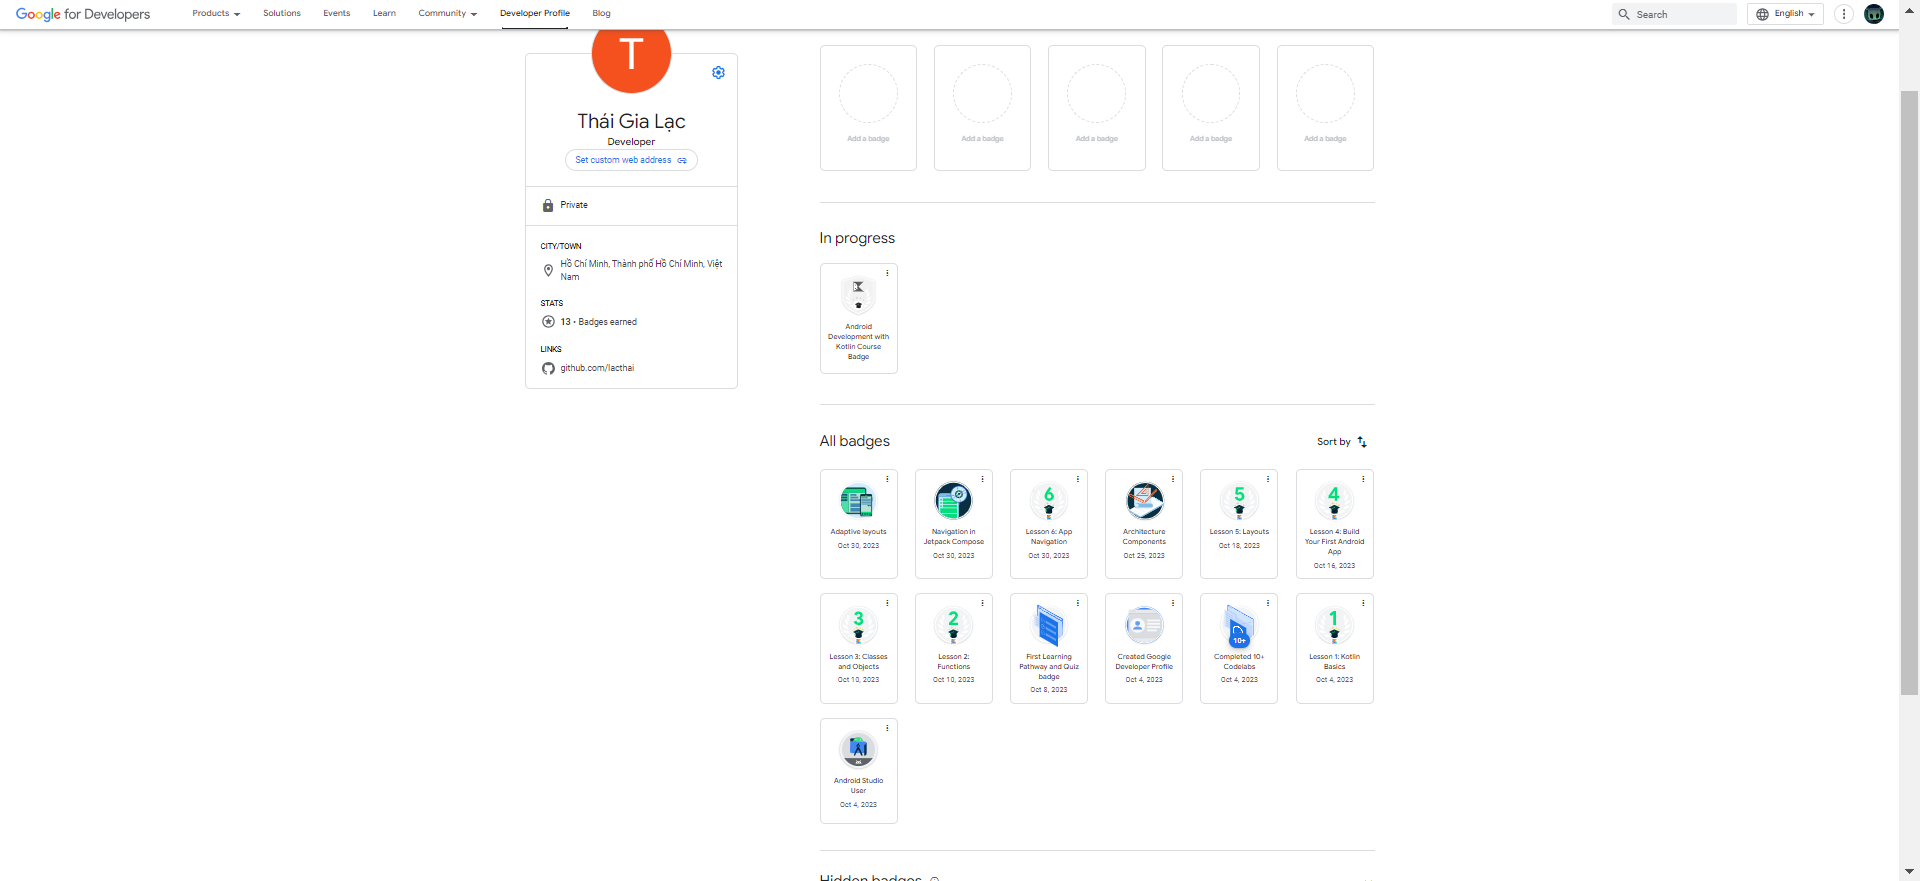 Google for Developers
Products
Solutions
Events
Learn
Community
Developer Profile
Blog
Search
English
T
Thái Gia Lạc
Developer
Set custom web address
Private
CITY/TOWN
Hồ Chí Minh, Thành phố Hồ Chí Minh, Việt
Nam
STATS
13 • Badges earned
LINKS
github.com/lacthai
Add a badge
Add a badge
Add a badge
Add a badge
Add a badge
In progress
Android
Development with
Kotlin Course
Badge
All badges
Sort by
Adaptive layouts
Oct 30, 2023
Navigation in
Jetpack Compose
Oct 30, 2023
6
Lesson 6: App
Navigation
Oct 30, 2023
Architecture
Components
Oct 25, 2023
5
Lesson 5: Layouts
Oct 18, 2023
4
Lesson 4: Build
Your First Android
App
Oct 16, 2023
3
Lesson 3: Classes
and Objects
Oct 10, 2023
2
Lesson 2:
Functions
Oct 10, 2023
First Learning
Pathway and Quiz
badge
Oct 8, 2023
Created Google
Developer Profile
Oct 4, 2023
10+
Completed 10+
Codelabs
Oct 4, 2023
1
Lesson 1: Kotlin
Basics
Oct 4, 2023
Android Studio
User
Oct 4, 2023
Hidden badges